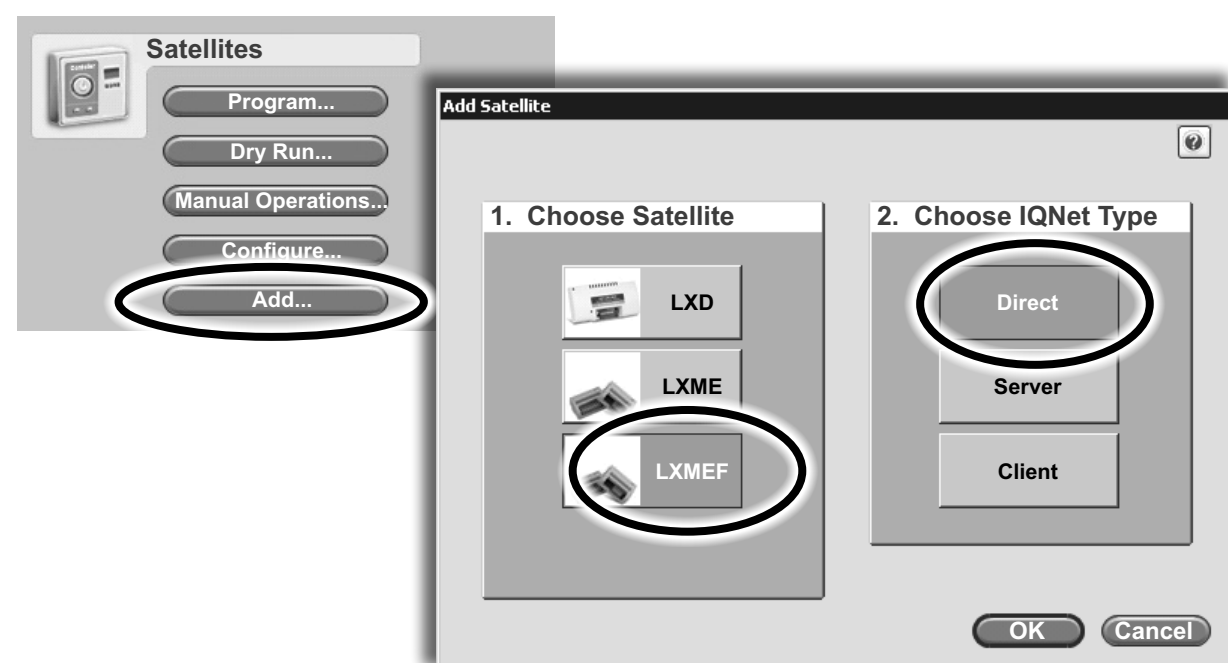 Satellites
Program...
Dry Run...
Manual Operations...
Configure...
Add...
Add Satellite
1. Choose Satellite
LXD
LXME
LXMEF
2. Choose IQNet Type
Direct
Server
Client
OK
Cancel